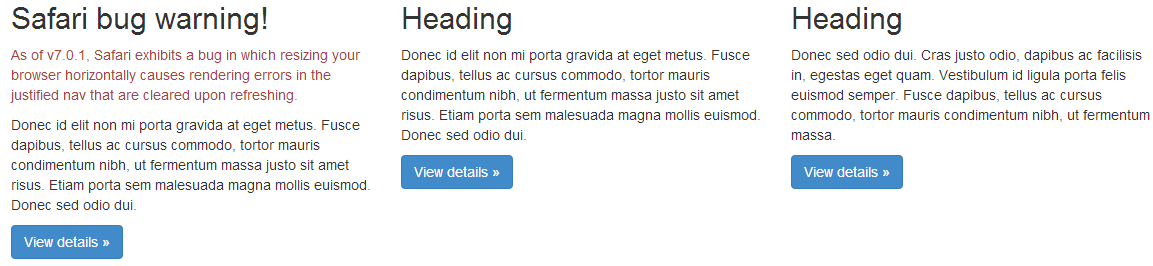 Safari bug warning!
As of v7.0.1, Safari exhibits a bug in which resizing your
browser horizontally causes rendering errors in the
justified nav that are cleared upon refreshing.
Donec id elit non mi porta gravida at eget metus. Fusce
dapibus, tellus ac cursus commodo, tortor mauris
condimentum nibh, ut fermentum massa justo sit amet
risus. Etiam porta sem malesuada magna mollis euismod.
Donec sed odio dui.
View details »
Heading
Donec id elit non mi porta gravida at eget metus. Fusce
dapibus, tellus ac cursus commodo, tortor mauris
condimentum nibh, ut fermentum massa justo sit amet
risus. Etiam porta sem malesuada magna mollis euismod.
Donec sed odio dui.
View details »
Heading
Donec sed odio dui. Cras justo odio, dapibus ac facilisis
in, egestas eget quam. Vestibulum id ligula porta felis
euismod semper. Fusce dapibus, tellus ac cursus
commodo, tortor mauris condimentum nibh, ut fermentum
massa.
View details »